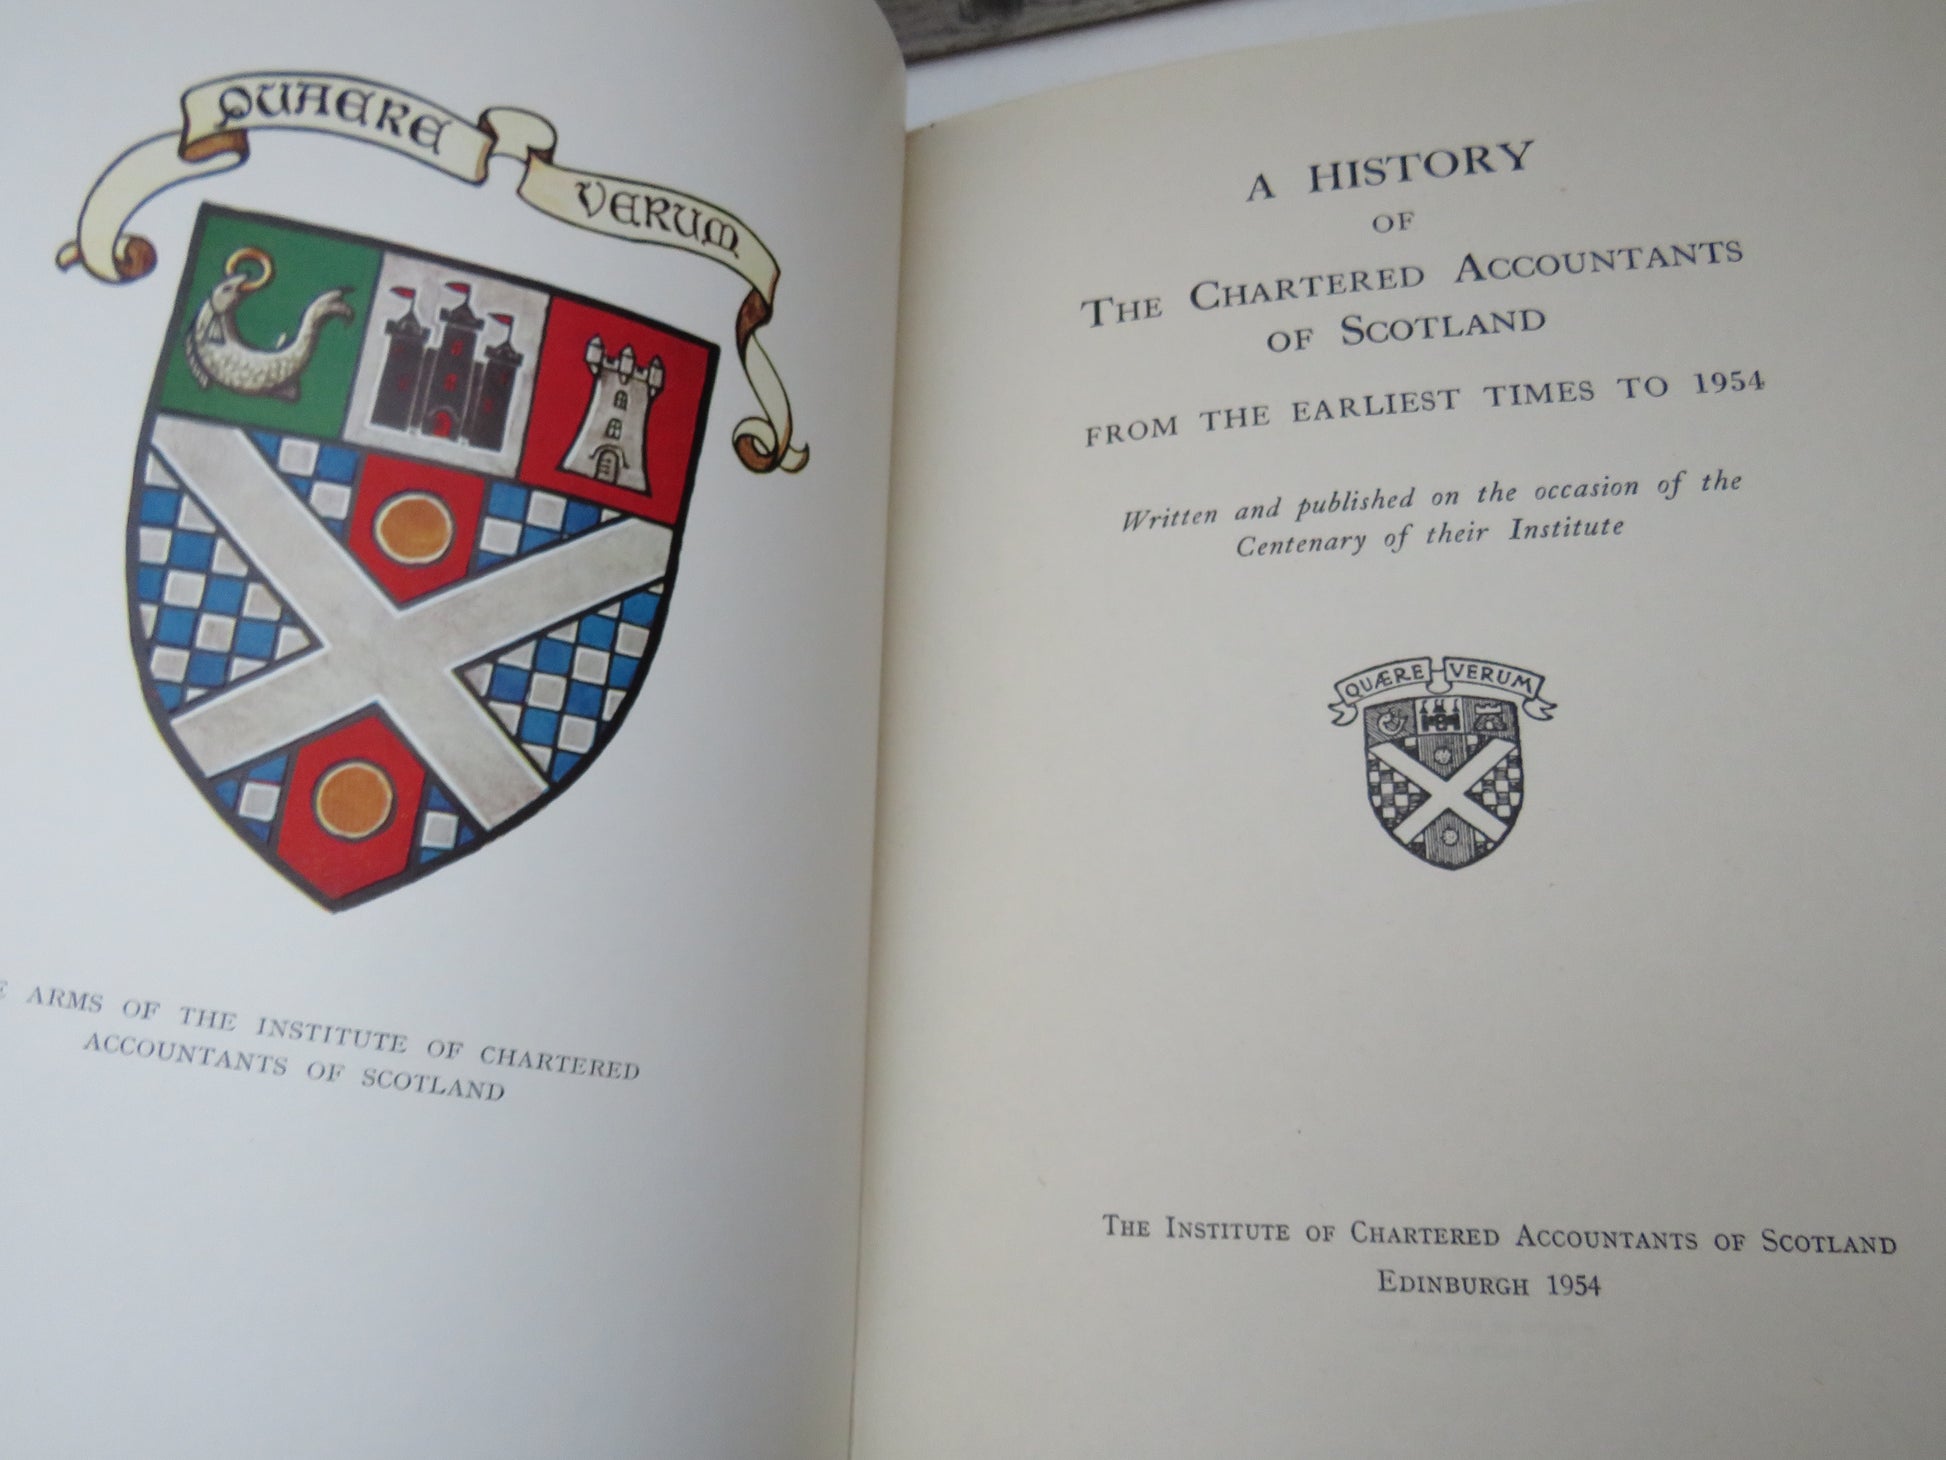 QUAERE VERUM
ARMS OF THE INSTITUTE OF CHARTERED
ACCOUNTANTS OF SCOTLAND
A HISTORY
OF
THE CHARTERED ACCOUNTANTS
OF SCOTLAND
FROM THE EARLIEST TIMES TO 1954
Written and published on the occasion of the
Centenary of their Institute
QUÆRE VERUM
THE INSTITUTE OF CHARTERED ACCOUNTANTS OF SCOTLAND
EDINBURGH 1954